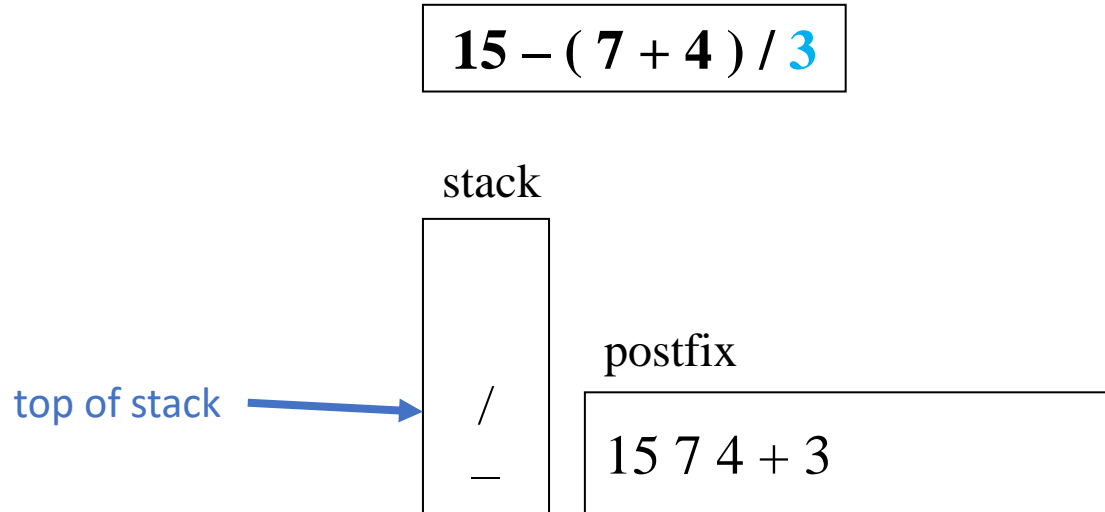 15 – ( 7 + 4 ) / 3
stack
postfix
top of stack
/
15 7 4 + 3
–